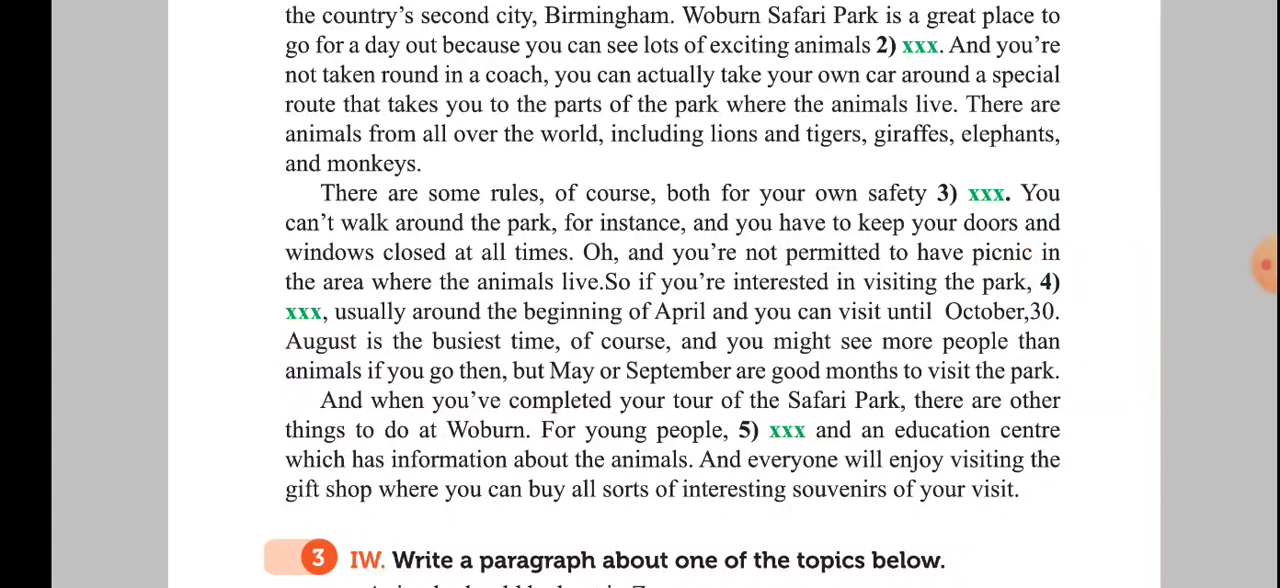 the country's second city, Birmingham. Woburn Safari Park is a great place to
go for a day out because you can see lots of exciting animals 2) xxx. And you're
not taken round in a coach, you can actually take your own car around a special
route that takes you to the parts of the park where the animals live. There are
animals from all over the world, including lions and tigers, giraffes, elephants,
and monkeys.
There are some rules, of course, both for your own safety 3) xxx. You
can't walk around the park, for instance, and you have to keep your doors and
windows closed at all times. Oh, and you're not permitted to have picnic in
the area where the animals live.So if you're interested in visiting the park, 4)
xxx, usually around the beginning of April and you can visit until October,30.
August is the busiest time, of course, and you might see more people than
animals if you go then, but May or September are good months to visit the park.
And when you've completed your tour of the Safari Park, there are other
things to do at Woburn. For young people, 5) xxx and an education centre
which has information about the animals. And everyone will enjoy visiting the
gift shop where you can buy all sorts of interesting souvenirs of your visit.
3 IW. Write a paragraph about one of the topics below.